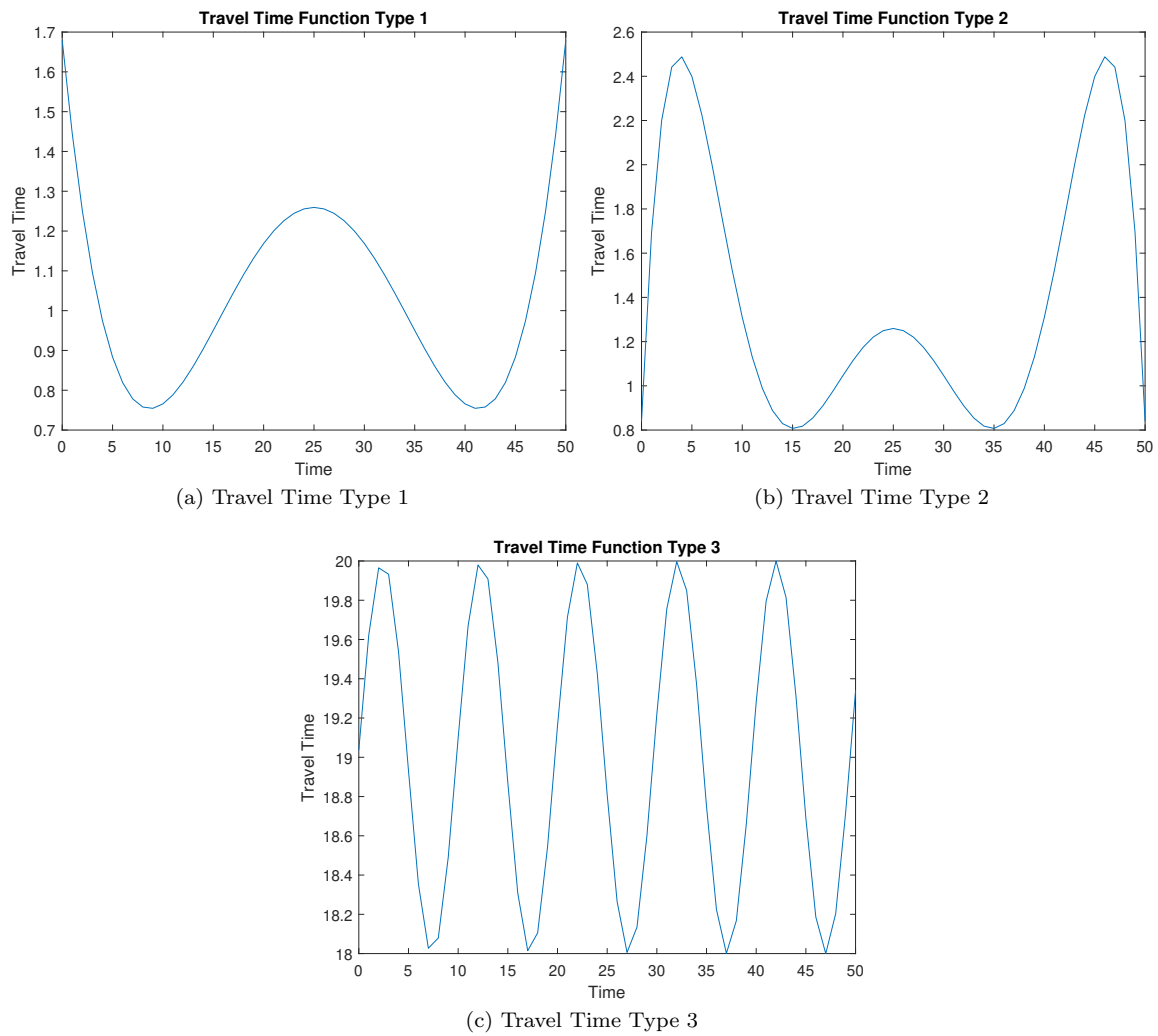 Travel Time Function Type 1
1.7
1.6
1.5
1.4
1.3
1.2
1.1
1
0.9
0.8
0.7
Travel Time
0 5 10 15 20 25 30 35 40 45 50
Time
(a) Travel Time Type 1
Travel Time Function Type 2
2.6
2.4
2.2
2
1.8
1.6
1.4
1.2
1
0.8
Travel Time
0 5 10 15 20 25 30 35 40 45 50
Time
(b) Travel Time Type 2
Travel Time Function Type 3
20
19.8
19.6
19.4
19.2
19
18.8
18.6
18.4
18.2
18
Travel Time
0 5 10 15 20 25 30 35 40 45 50
Time
(c) Travel Time Type 3